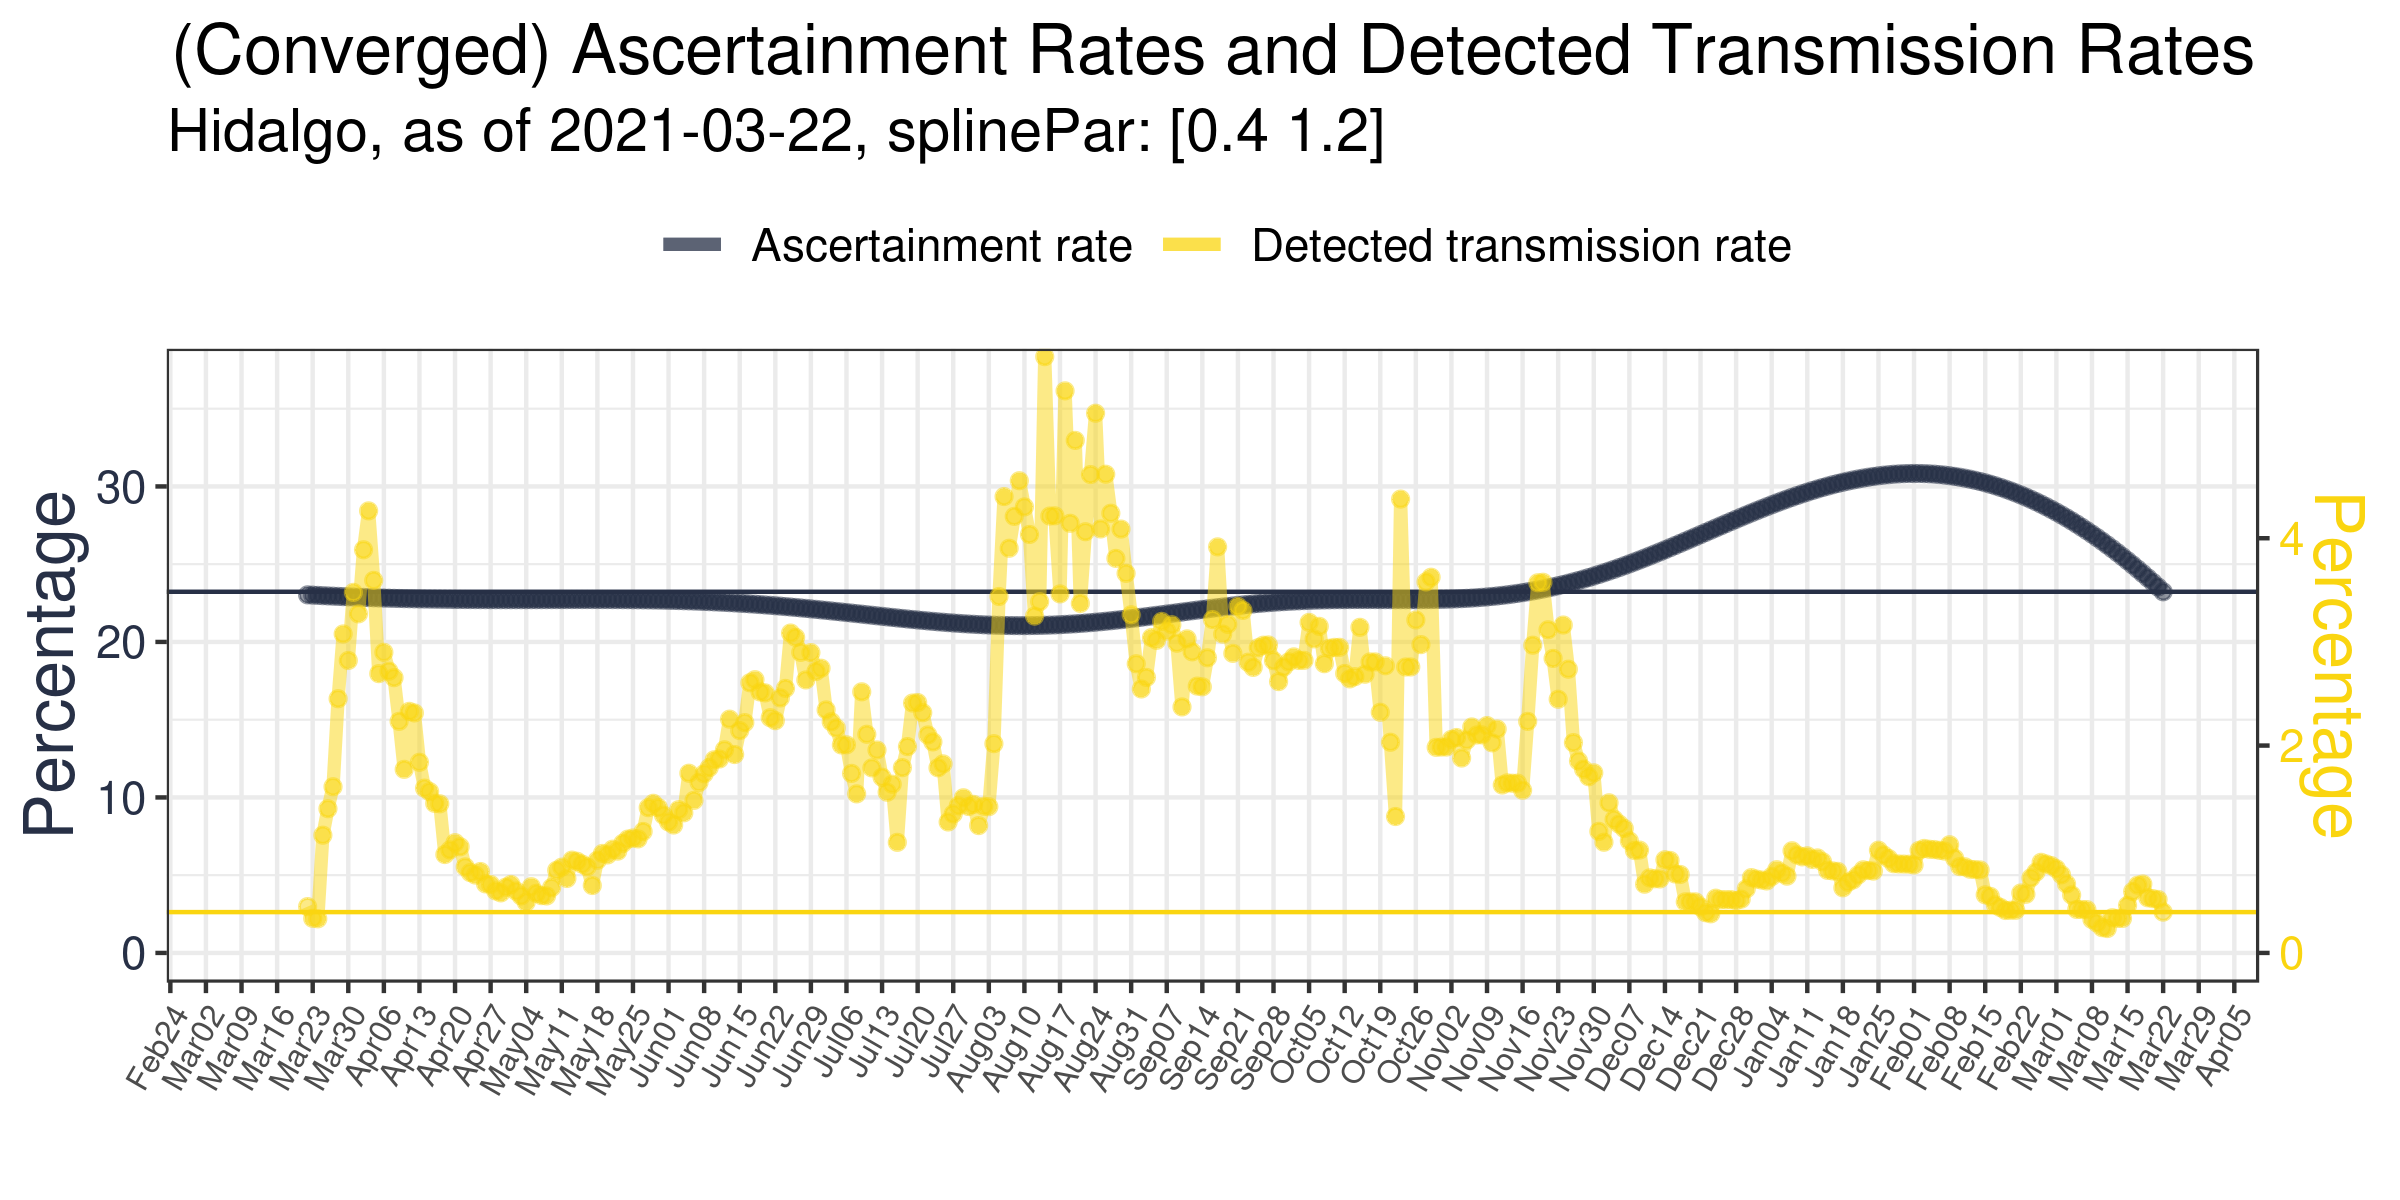 (Converged) Ascertainment Rates and Detected Transmission Rates
Hidalgo, as of 2021-03-22, splinePar: [0.4 1.2]
Ascertainment rate Detected transmission rate
Percentage
30
20
10
0
4
2
0
Percentage
Feb24 Mar02 Mar09 Mar16 Mar23 Mar30 Apr06 Apr13 Apr20 Apr27 May04 May11 May18 May25 Jun01 Jun08 Jun15 Jun22 Jun29 Jul06 Jul13 Jul20 Jul27 Aug03 Aug10 Aug17 Aug24 Aug31 Sep07 Sep14 Sep21 Sep28 Oct05 Oct12 Oct19 Oct26 Nov02 Nov09 Nov16 Nov23 Nov30 Dec07 Dec14 Dec21 Dec28 Jan04 Jan11 Jan18 Jan25 Feb01 Feb08 Feb15 Feb22 Mar01 Mar08 Mar15 Mar22 Mar29 Apr05